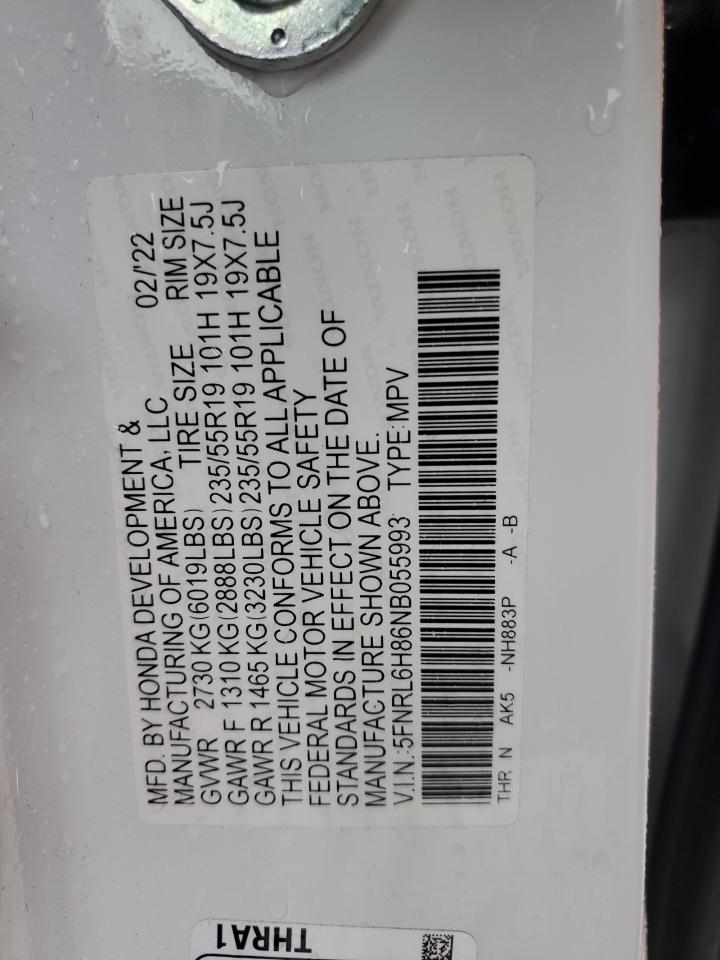 MFD. BY HONDA DEVELOPMENT & 02/'22
MANUFACTURING OF AMERICA, LLC
TIRE SIZE RIM SIZE
GVWR 2730 KG(6019LBS)
GAWR F 1310 KG(2888LBS) 235/55R19 101H 19X7.5J
GAWR R 1465 KG(3230LBS) 235/55R19 101H 19X7.5J
THIS VEHICLE CONFORMS TO ALL APPLICABLE
FEDERAL MOTOR VEHICLE SAFETY
STANDARDS IN EFFECT ON THE DATE OF
MANUFACTURE SHOWN ABOVE.
V.I.N.:5FNRL6H86NB055993 TYPE:MPV
THR N AK5 -NH883P -A -B
THRA1
HONDA